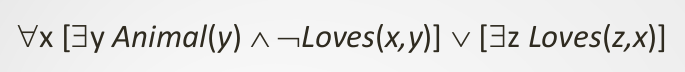 ∀x [∃y Animal(y) ∧ ¬Loves(x,y)] ∨ [∃z Loves(z,x)]